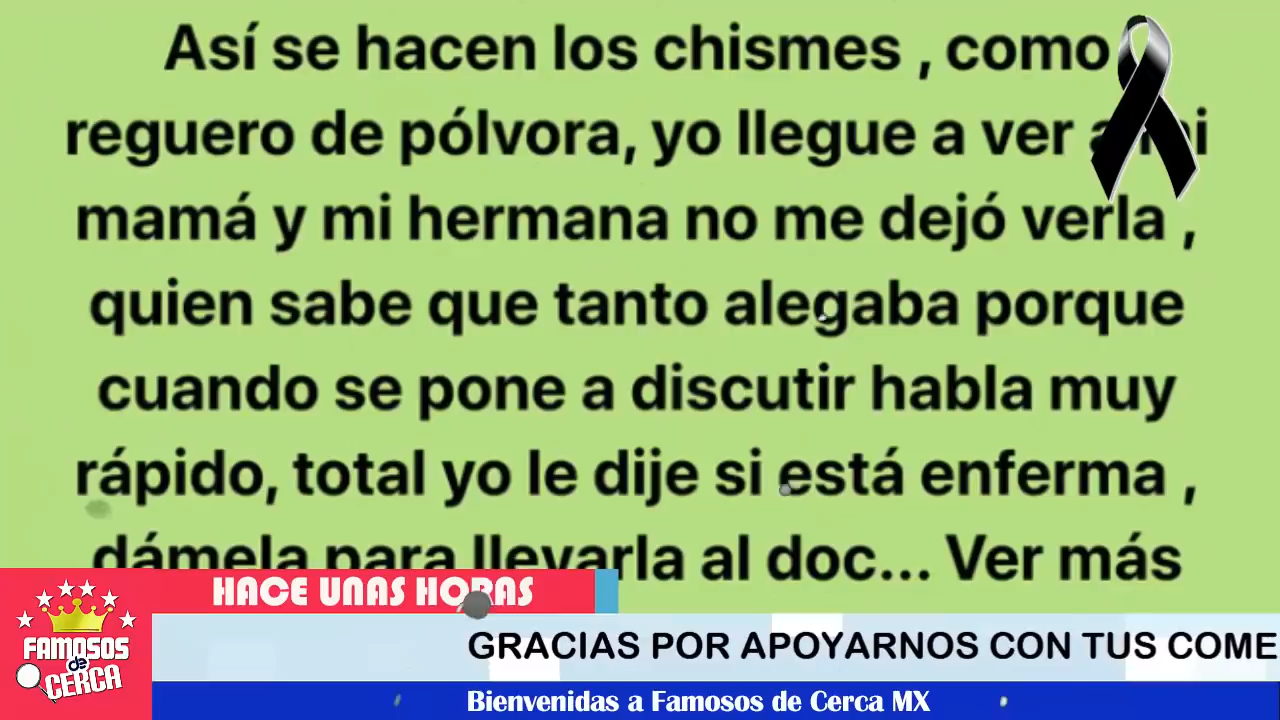 Así se hacen los chismes , como
reguero de pólvora, yo llegue a ver a mi
mamá y mi hermana no me dejó verla ,
quien sabe que tanto alegaba porque
cuando se pone a discutir habla muy
rápido, total yo le dije si está enferma ,
dámela para llevarla al doc... Ver más
HACE UNAS HORAS
FAMOSOS
de
CERCA
GRACIAS POR APOYARNOS CON TUS COME
Bienvenidas a Famosos de Cerca MX